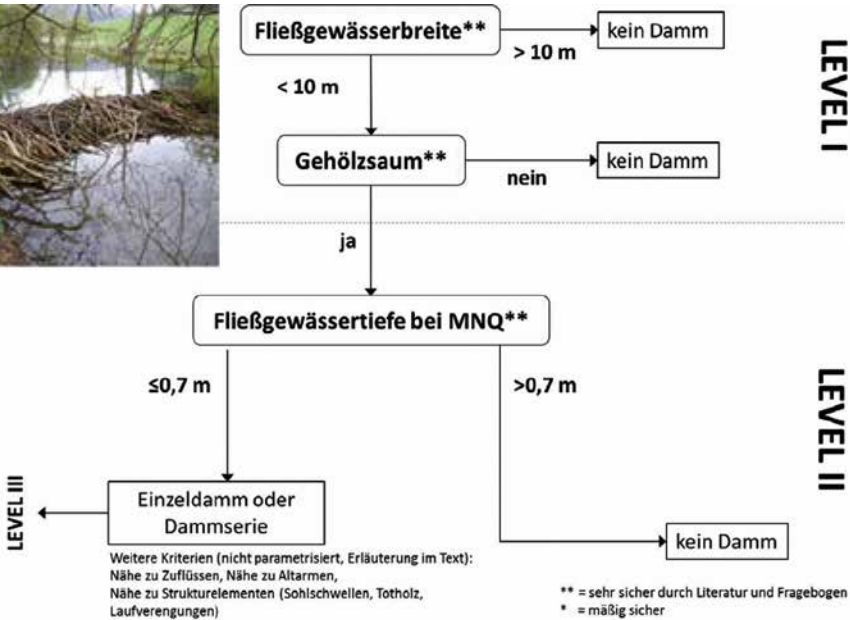 Fließgewässerbreite**
> 10 m
kein Damm
< 10 m
LEVEL I
Gehölzsaum**
nein
kein Damm
ja
Fließgewässertiefe bei MNQ**
≤0,7 m
>0,7 m
LEVEL II
LEVEL III
Einzeldamm oder
Dammserie
kein Damm
Weitere Kriterien (nicht parametrisiert, Erläuterung im Text):
Nähe zu Zuflüssen, Nähe zu Altarmen,
Nähe zu Strukturelementen (Sohlschwellen, Totholz,
Laufverengungen)
** = sehr sicher durch Literatur und Fragebogen
* = mäßig sicher